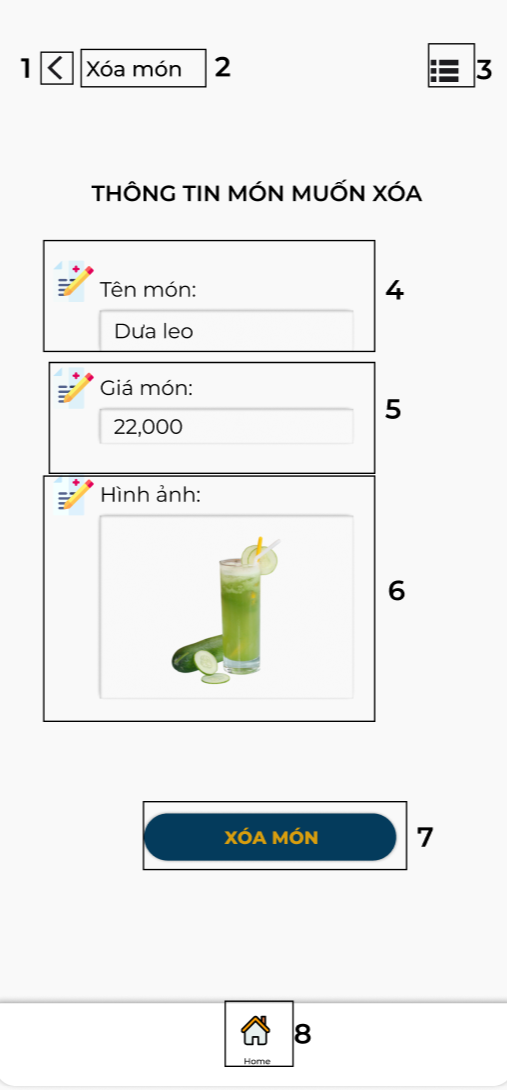 1 Xóa món 2 3
THÔNG TIN MÓN MUỐN XÓA
Tên món: 4
Dưa leo
Giá món: 5
22,000
Hình ảnh:
6
XÓA MÓN 7
8
Home